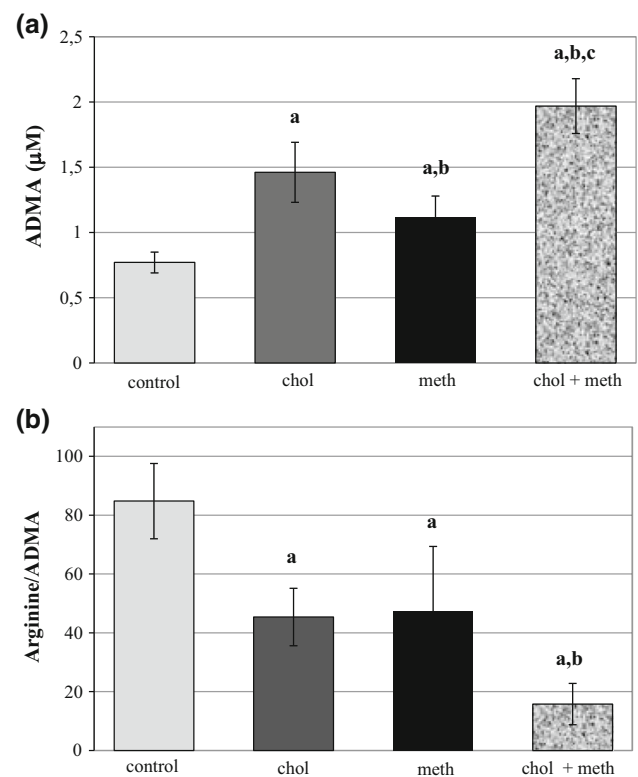 (a)
2,5
2
1,5
1
0,5
0
ADMA (µM)
a
a,b
a,b,c
control chol meth chol + meth
(b)
100
80
60
40
20
0
Arginine/ADMA
a
a
a,b
control chol meth chol + meth